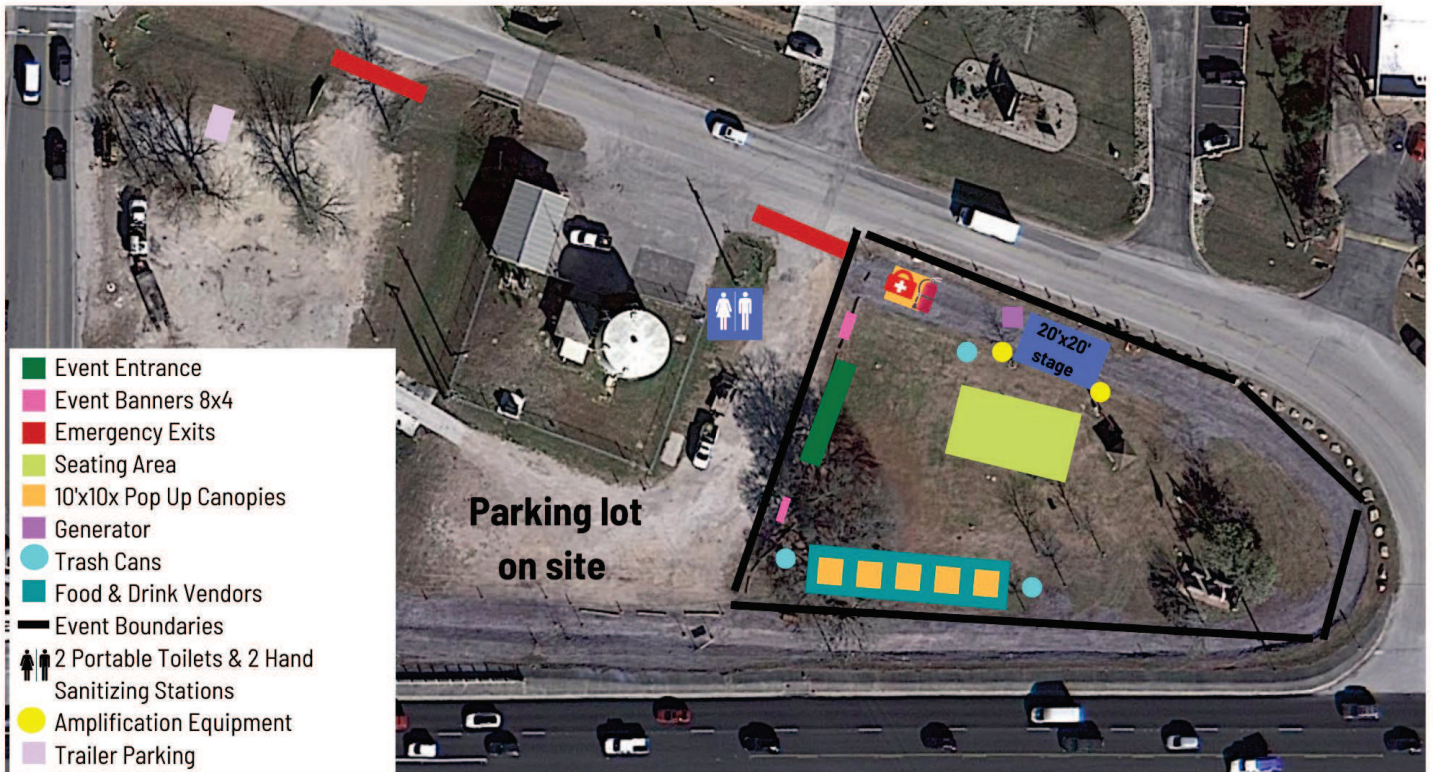 20'x20'
stage
Event Entrance
Event Banners 8x4
Emergency Exits
Seating Area
10'x10x Pop Up Canopies
Generator
Trash Cans
Food & Drink Vendors
Event Boundaries
2 Portable Toilets & 2 Hand
Sanitizing Stations
Amplification Equipment
Trailer Parking
Parking lot
on site